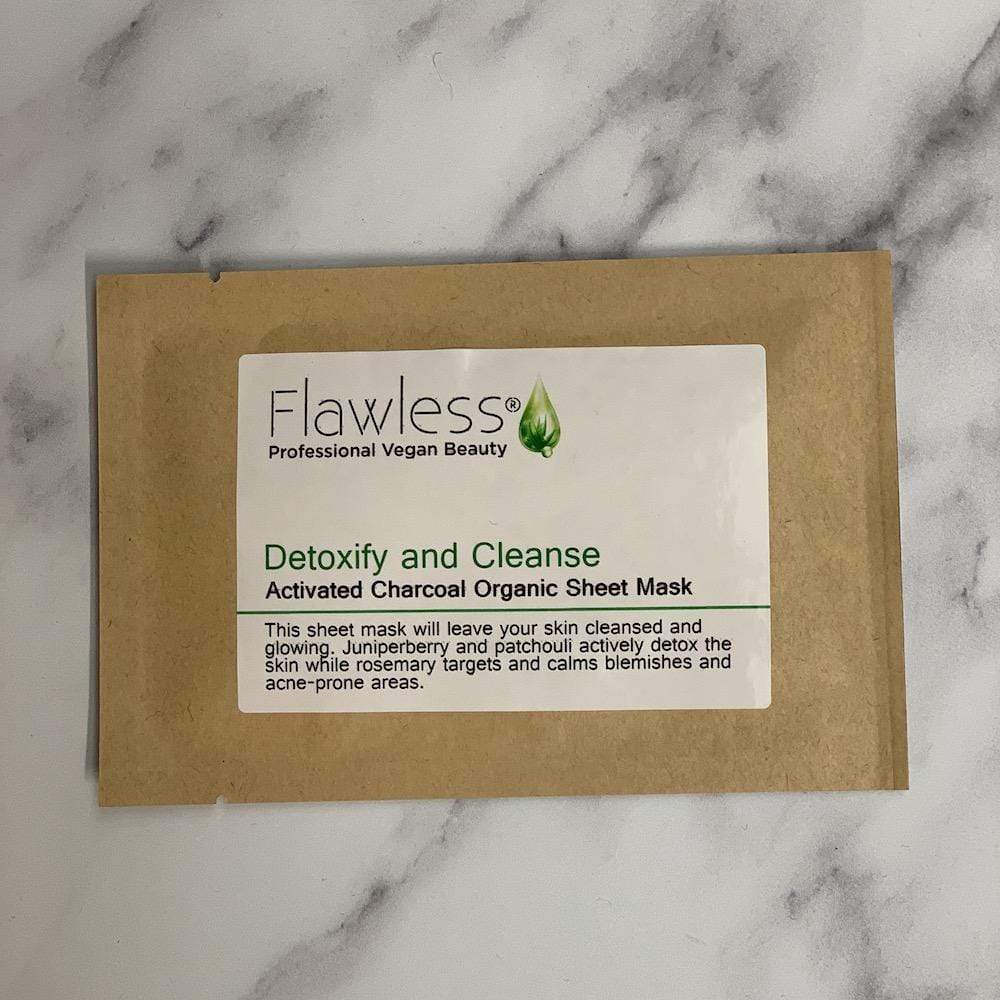 Flawless®
Professional Vegan Beauty
Detoxify and Cleanse
Activated Charcoal Organic Sheet Mask
This sheet mask will leave your skin cleansed and
glowing. Juniperberry and patchouli actively detox the
skin while rosemary targets and calms blemishes and
acne-prone areas.